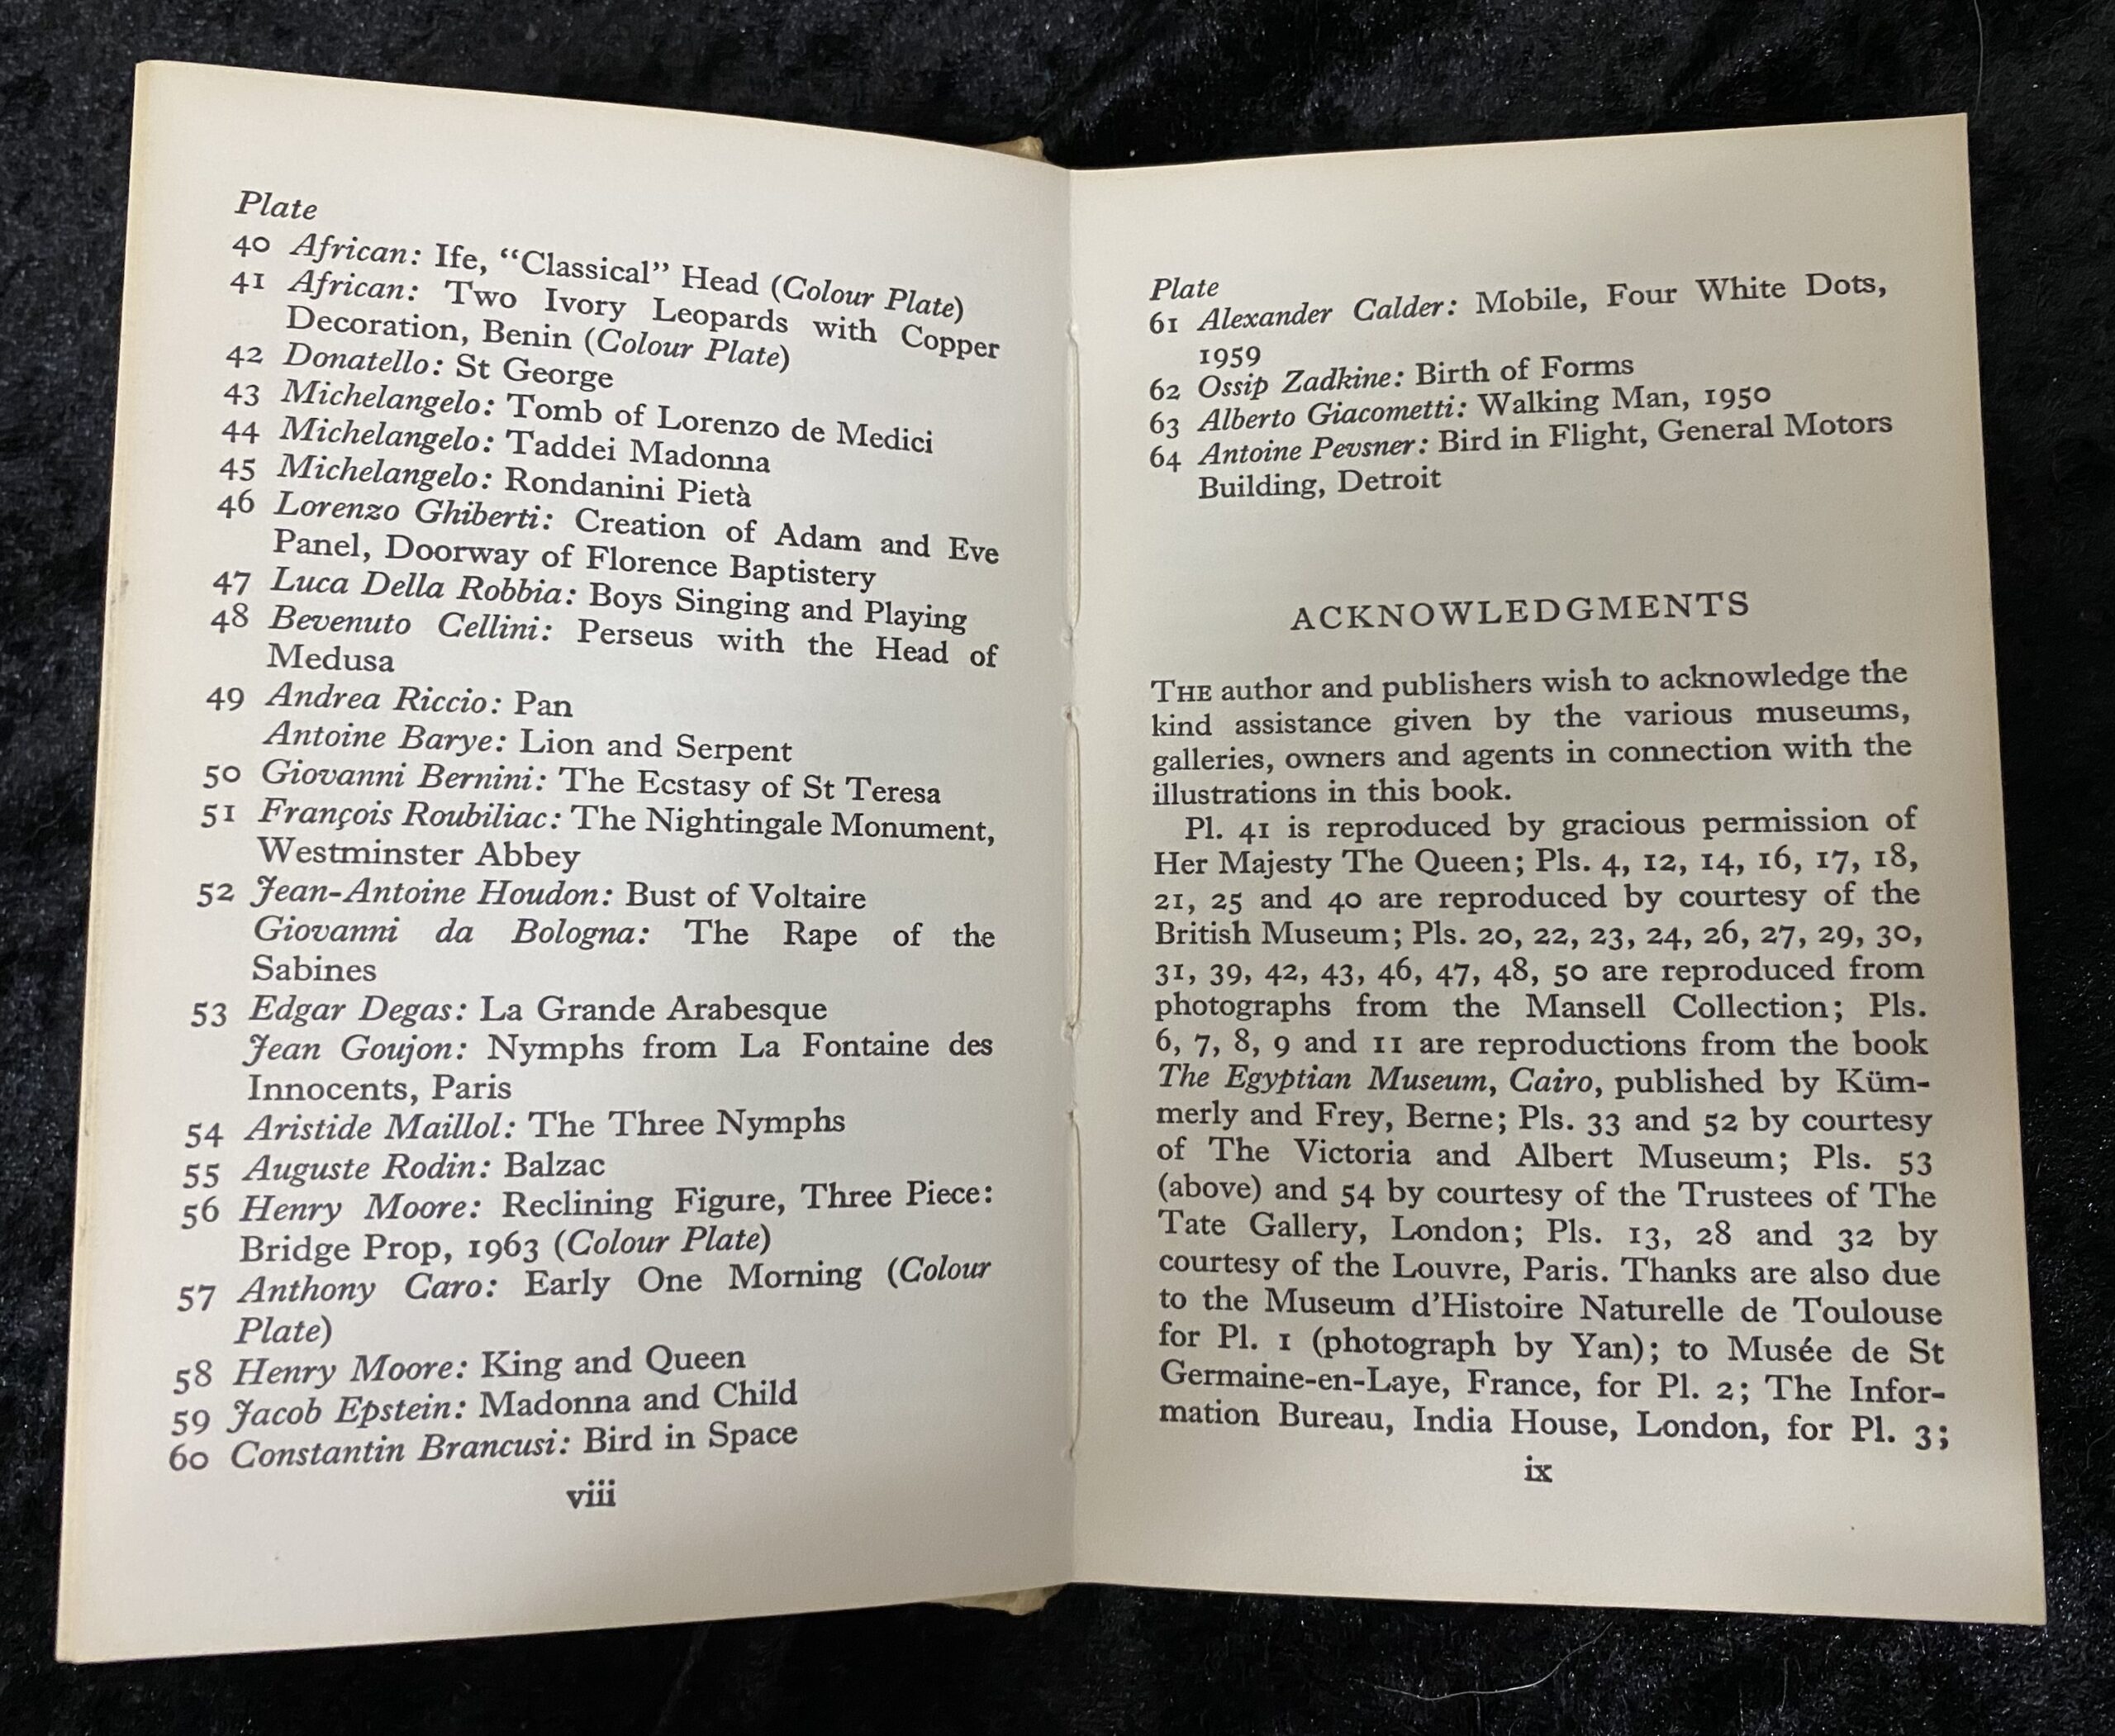 Plate
40 African: Ife, “Classical” Head (Colour Plate)
41 African: Two Ivory Leopards with Copper
Decoration, Benin (Colour Plate)
42 Donatello: St George
43 Michelangelo: Tomb of Lorenzo de Medici
44 Michelangelo: Taddei Madonna
45 Michelangelo: Rondanini Pietà
46 Lorenzo Ghiberti: Creation of Adam and Eve
Panel, Doorway of Florence Baptistery
47 Luca Della Robbia: Boys Singing and Playing
48 Bevenuto Cellini: Perseus with the Head of
Medusa
49 Andrea Riccio: Pan
Antoine Barye: Lion and Serpent
50 Giovanni Bernini: The Ecstasy of St Teresa
51 François Roubiliac: The Nightingale Monument,
Westminster Abbey
52 Jean-Antoine Houdon: Bust of Voltaire
Giovanni da Bologna: The Rape of the
Sabines
53 Edgar Degas: La Grande Arabesque
Jean Goujon: Nymphs from La Fontaine des
Innocents, Paris
54 Aristide Maillol: The Three Nymphs
55 Auguste Rodin: Balzac
56 Henry Moore: Reclining Figure, Three Piece:
Bridge Prop, 1963 (Colour Plate)
57 Anthony Caro: Early One Morning (Colour
Plate)
58 Henry Moore: King and Queen
59 Jacob Epstein: Madonna and Child
60 Constantin Brancusi: Bird in Space
viii
Plate
61 Alexander Calder: Mobile, Four White Dots,
1959
62 Ossip Zadkine: Birth of Forms
63 Alberto Giacometti: Walking Man, 1950
64 Antoine Pevsner: Bird in Flight, General Motors
Building, Detroit
ACKNOWLEDGMENTS
THE author and publishers wish to acknowledge the
kind assistance given by the various museums,
galleries, owners and agents in connection with the
illustrations in this book.
Pl. 41 is reproduced by gracious permission of
Her Majesty The Queen; Pls. 4, 12, 14, 16, 17, 18,
21, 25 and 40 are reproduced by courtesy of the
British Museum; Pls. 20, 22, 23, 24, 26, 27, 29, 30,
31, 39, 42, 43, 46, 47, 48, 50 are reproduced from
photographs from the Mansell Collection; Pls.
6, 7, 8, 9 and 11 are reproductions from the book
The Egyptian Museum, Cairo, published by Küm-
merly and Frey, Berne; Pls. 33 and 52 by courtesy
of The Victoria and Albert Museum; Pls. 53
(above) and 54 by courtesy of the Trustees of The
Tate Gallery, London; Pls. 13, 28 and 32 by
courtesy of the Louvre, Paris. Thanks are also due
to the Museum d'Histoire Naturelle de Toulouse
for Pl. 1 (photograph by Yan); to Musée de St
Germaine-en-Laye, France, for Pl. 2; The Infor-
mation Bureau, India House, London, for Pl. 3;
ix